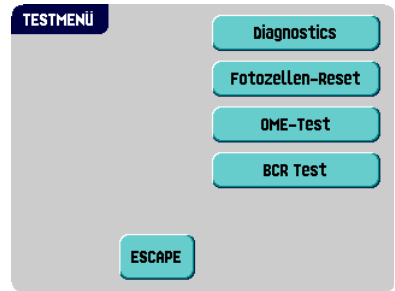 TESTMENÜ
Diagnostics
Fotozellen-Reset
OME-Test
BCR Test
ESCAPE